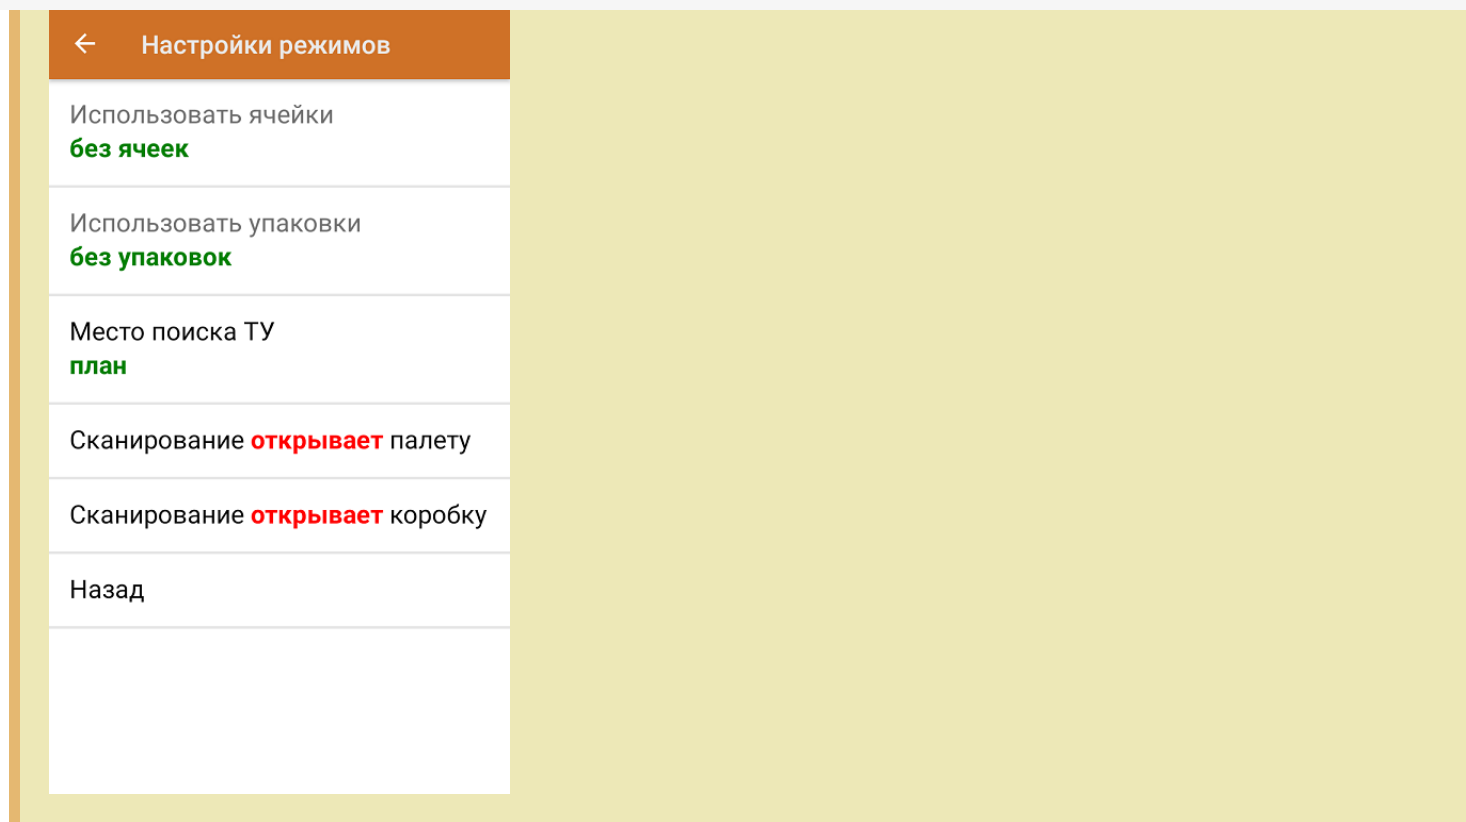 Настройки режимов
Использовать ячейки
без ячеек
Использовать упаковки
без упаковок
Место поиска ТУ
план
Сканирование открывает палету
Сканирование открывает коробку
Назад